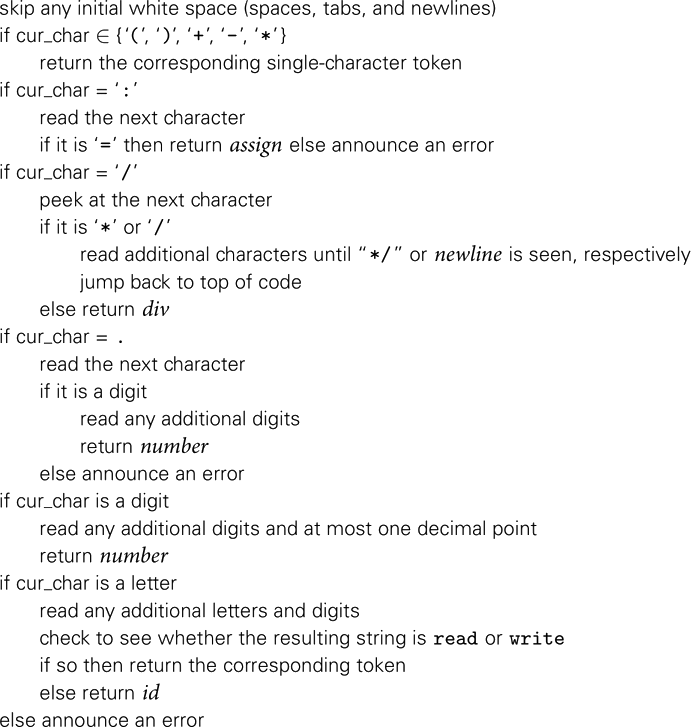 skip any initial white space (spaces, tabs, and newlines)
if cur_char ∈ {‘(’, ‘)’, ‘+’, ‘-’, ‘*’}
return the corresponding single-character token
if cur_char = ‘:’
read the next character
if it is ‘=’ then return assign else announce an error
if cur_char = ‘/’
peek at the next character
if it is ‘*’ or ‘/’
read additional characters until “*/” or newline is seen, respectively
jump back to top of code
else return div
if cur_char = .
read the next character
if it is a digit
read any additional digits
return number
else announce an error
if cur_char is a digit
read any additional digits and at most one decimal point
return number
if cur_char is a letter
read any additional letters and digits
check to see whether the resulting string is read or write
if so then return the corresponding token
else return id
else announce an error